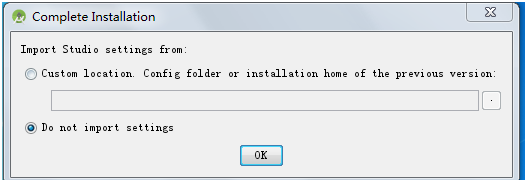 Complete Installation
Import Studio settings from:
Custom location. Config folder or installation home of the previous version:
.
Do not import settings
OK